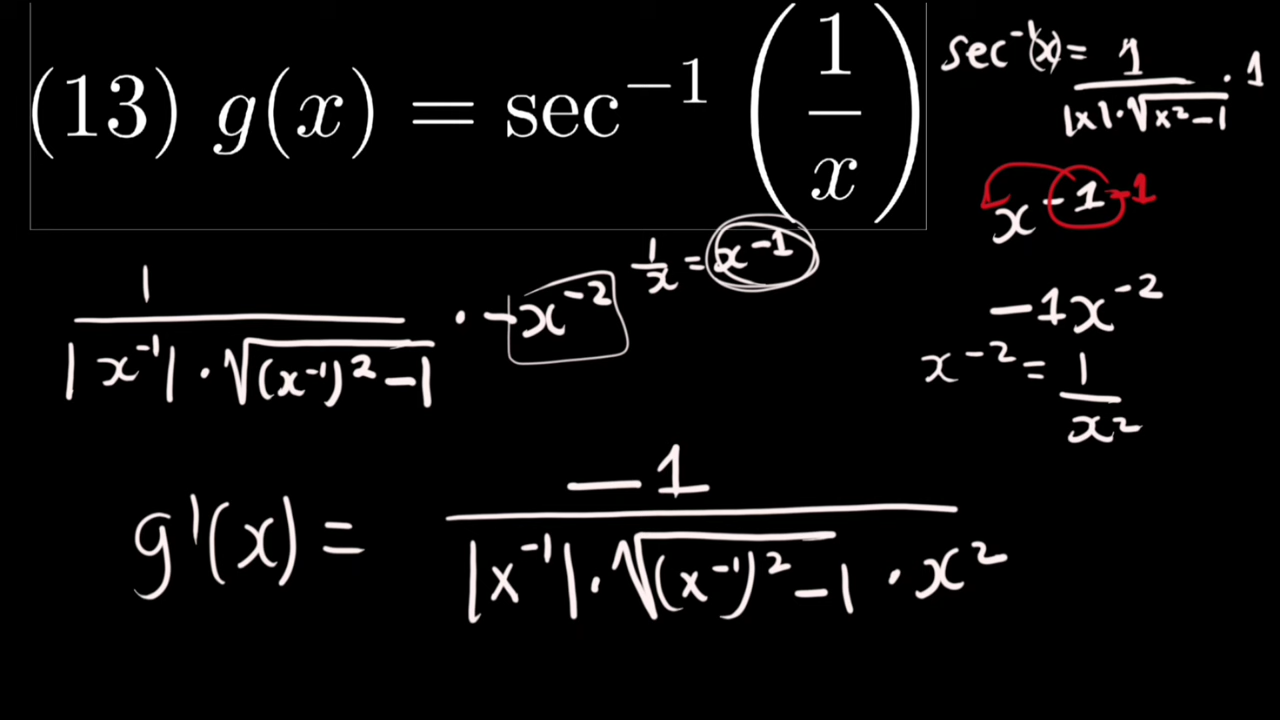 (13) g(x) = sec⁻¹ (1/x)
sec⁻¹(x) = 1/(|x|·√(x²-1)) · 1
x⁻¹-1
1/x = x⁻¹
1/(|x⁻¹|·√((x⁻¹)²-1)) · -x⁻²
-1x⁻²
x⁻² = 1/x²
g'(x) = -1/(|x⁻¹|·√((x⁻¹)²-1)·x²)